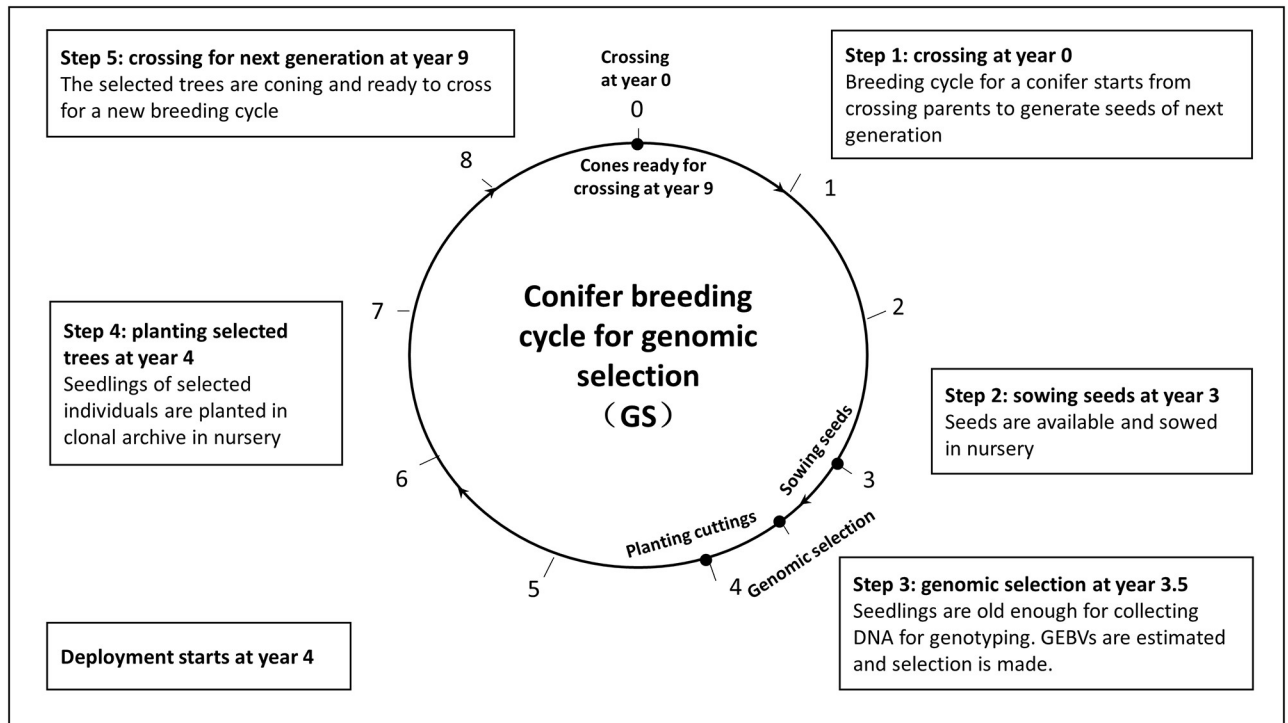 Step 5: crossing for next generation at year 9
The selected trees are coning and ready to cross
for a new breeding cycle
Crossing
at year 0
0
Step 1: crossing at year 0
Breeding cycle for a conifer starts from
crossing parents to generate seeds of next
generation
8
Cones ready for
crossing at year 9
1
Conifer breeding
cycle for genomic
selection
（GS）
7
2
Step 4: planting selected
trees at year 4
Seedlings of selected
individuals are planted in
clonal archive in nursery
Step 2: sowing seeds at year 3
Seeds are available and sowed
in nursery
Sowing seeds
6
3
Planting cuttings
Genomic selection
5
4
Step 3: genomic selection at year 3.5
Seedlings are old enough for collecting
DNA for genotyping. GEBVs are estimated
and selection is made.
Deployment starts at year 4